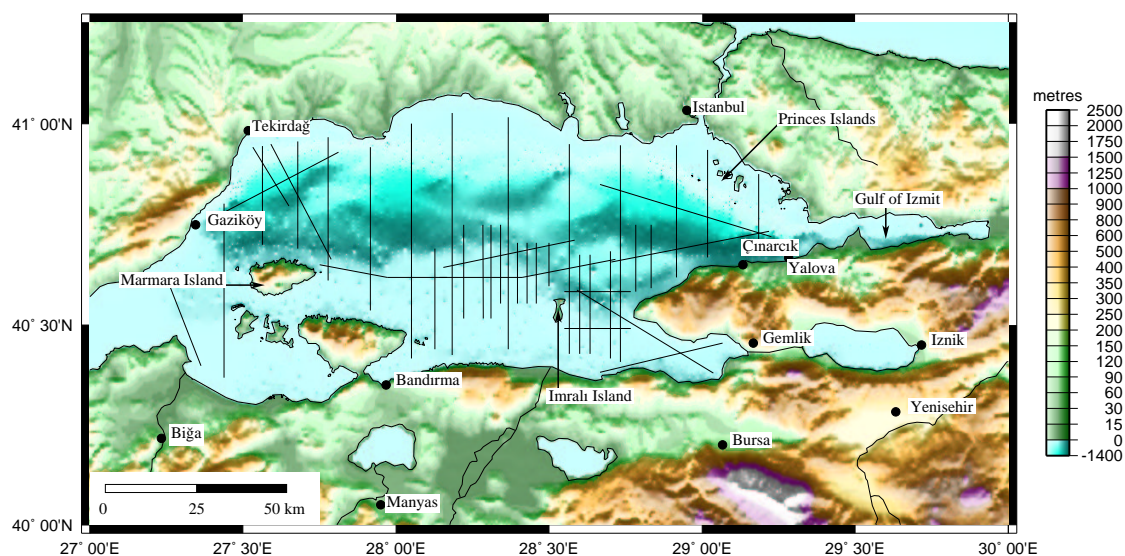 metres
2500
2000
1750
1500
1250
1000
900
800
700
600
500
450
400
350
300
250
200
150
120
90
60
30
15
0
-1400
41° 00'N
40° 30'N
40° 00'N
Istanbul
Princes Islands
Tekirdağ
Gulf of Izmit
Gaziköy
Çınarcık
Yalova
Marmara Island
Gemlik
Iznik
Bandırma
Imralı Island
Yenisehir
Biğa
Bursa
Manyas
0 25 50 km
27° 00'E 27° 30'E 28° 00'E 28° 30'E 29° 00'E 29° 30'E 30° 00'E